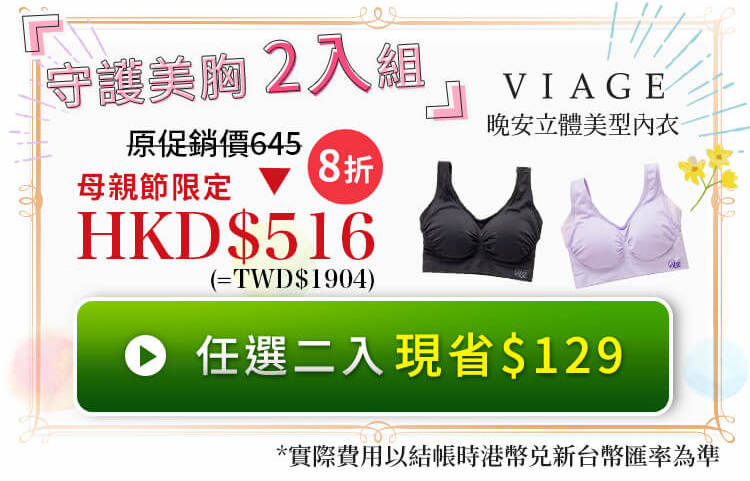 『守護美胸 2入組』
VIAGE
晚安立體美型內衣
原促銷價645
8折
母親節限定 ▼
HKD$516
(=TWD$1904)
任選二入 現省$129
*實際費用以結帳時港幣兌新台幣匯率為準